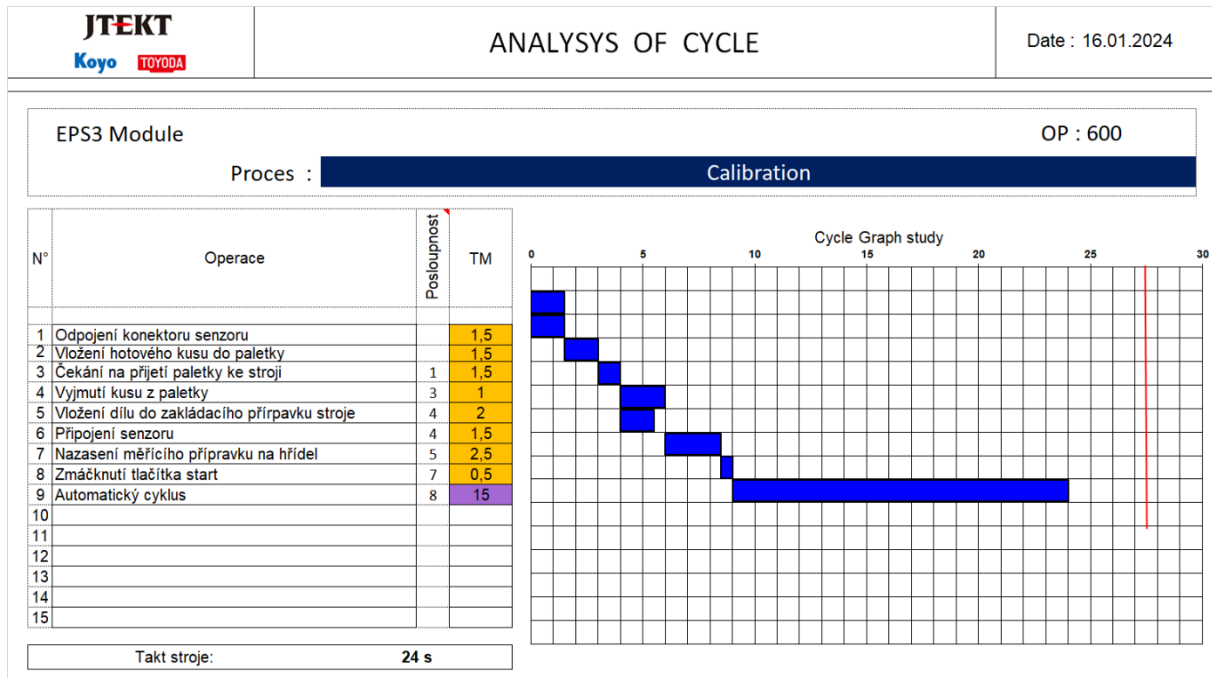 JTEKT
Koyo TOYODA
ANALYSYS OF CYCLE
Date : 16.01.2024
EPS3 Module
OP : 600
Proces :
Calibration
N° Operace Posloupnost TM
Cycle Graph study
0 5 10 15 20 25 30
1 Odpojení konektoru senzoru 1,5
2 Vložení hotového kusu do paletky 1,5
3 Čekání na přijetí paletky ke stroji 1 1,5
4 Vyjmutí kusu z paletky 3 1
5 Vložení dílu do zakládacího přírpavku stroje 4 2
6 Připojení senzoru 4 1,5
7 Nazasení měřícího přípravku na hřídel 5 2,5
8 Zmáčknutí tlačítka start 7 0,5
9 Automatický cyklus 8 15
10
11
12
13
14
15
Takt stroje: 24 s